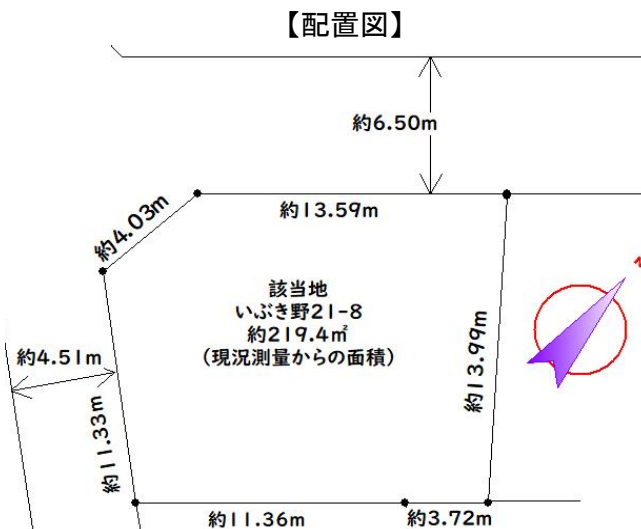 【配置図】
約6.50m
約4.03m
約13.59m
該当地
いぶき野21-8
約219.4㎡
(現況測量からの面積)
約4.51m
約13.99m
約11.33m
約11.36m
約3.72m